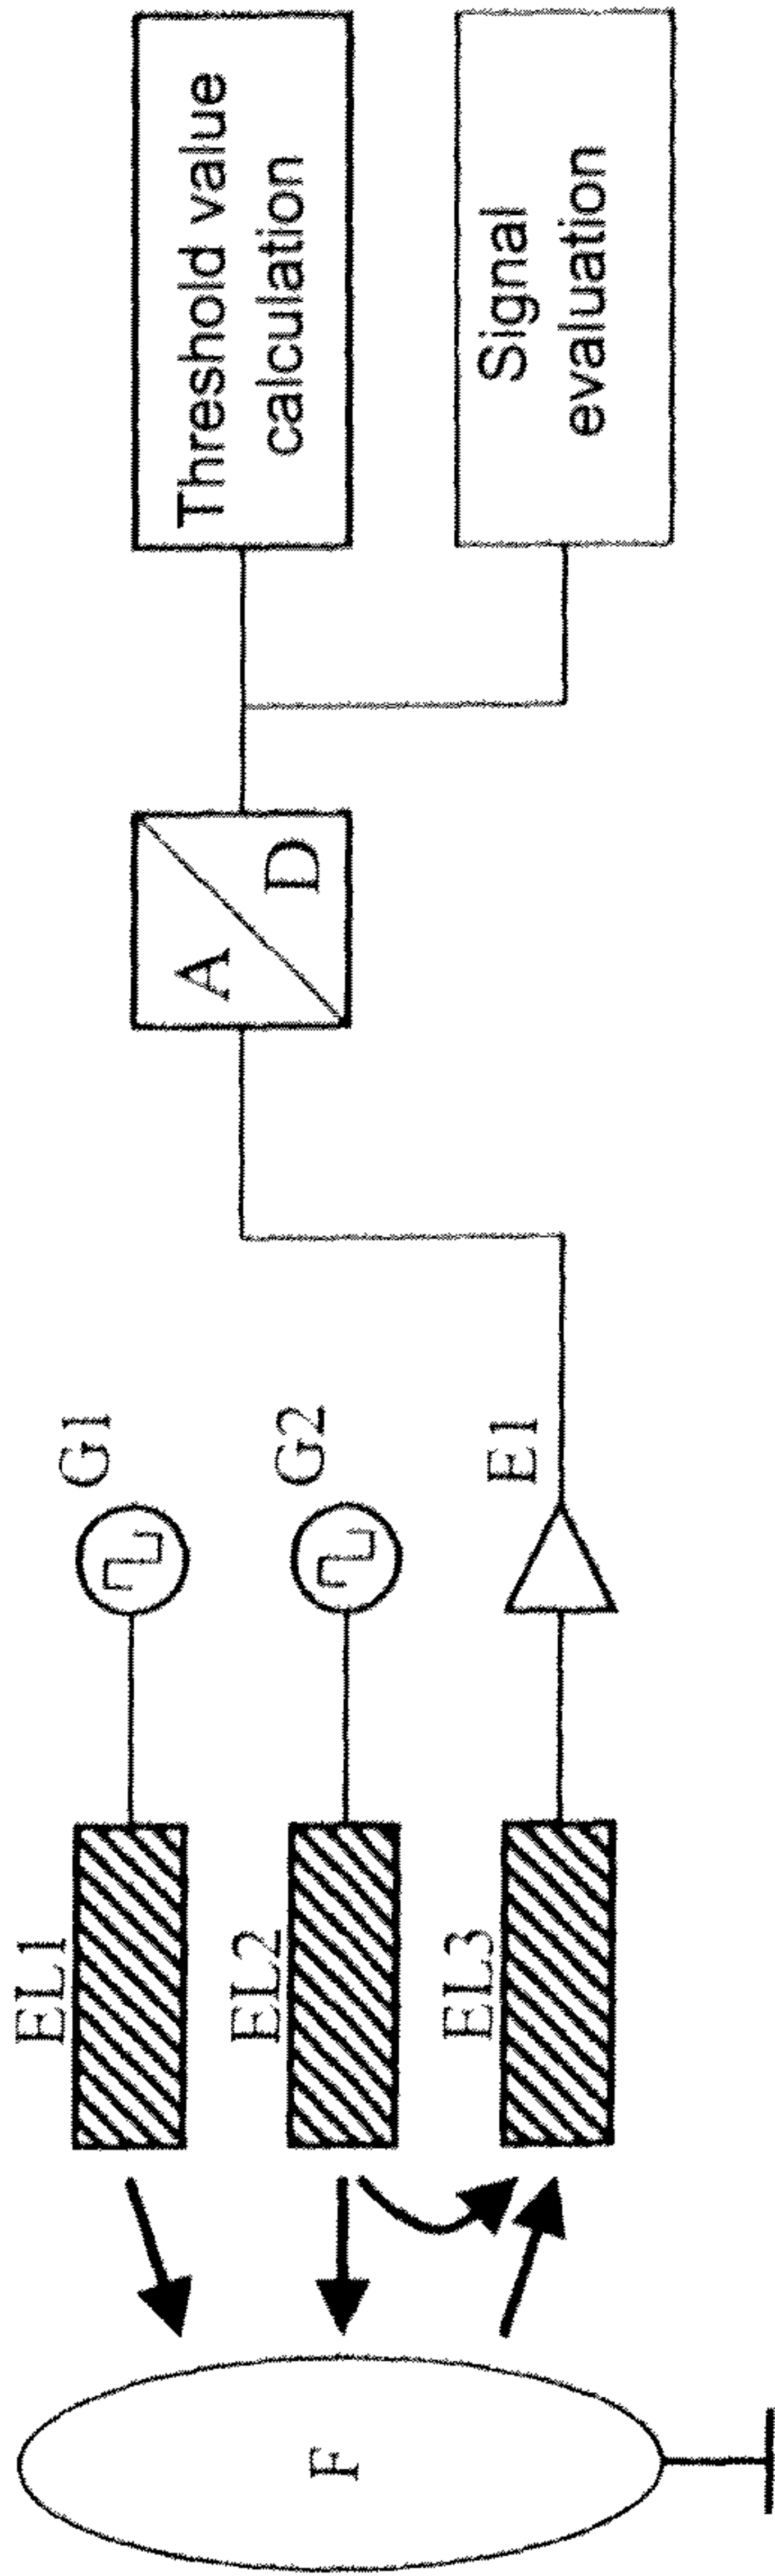 F
EL1
EL2
EL3
G1
G2
E1
A
D
Threshold value
calculation
Signal
evaluation